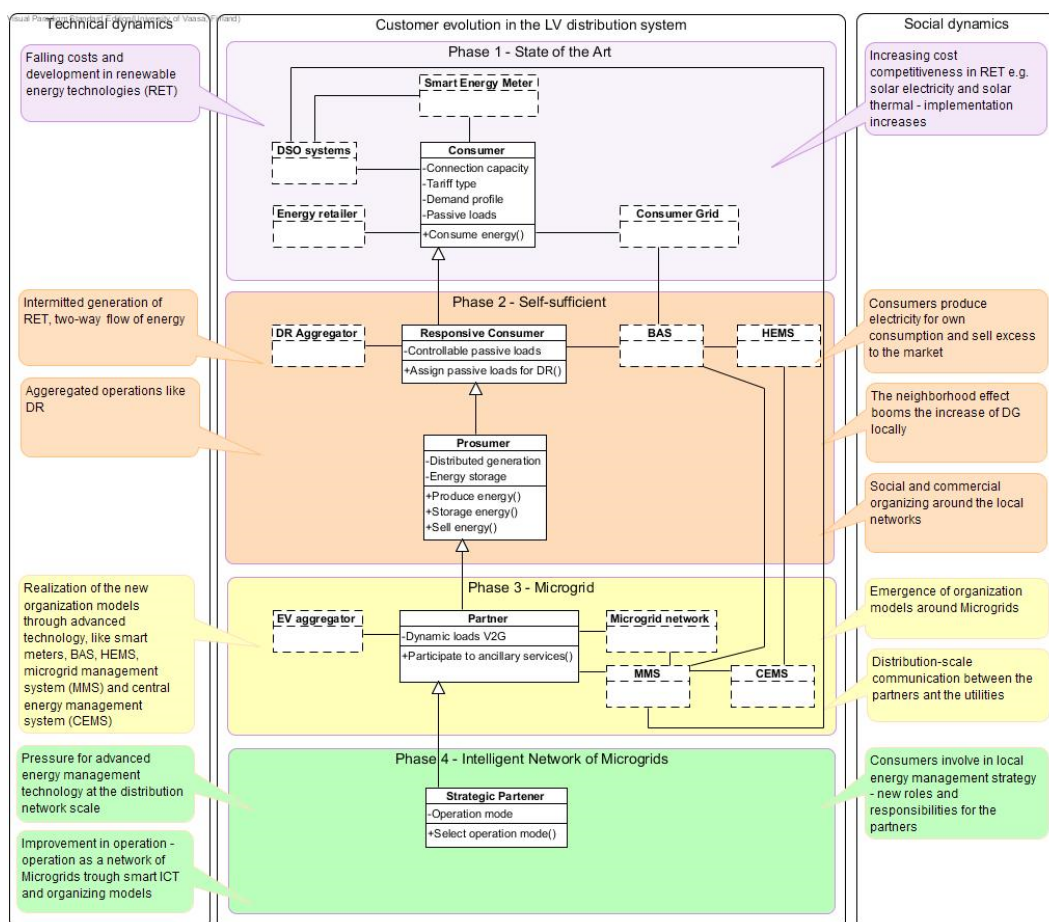 Visual Paradigm Standard Edition(University of Vaasa, Finland)
Technical dynamics
Falling costs and
development in renewable
energy technologies (RET)
Intermitted generation of
RET, two-way flow of energy
Aggregated operations like
DR
Realization of the new
organization models
through advanced
technology, like smart
meters, BAS, HEMS,
microgrid management
system (MMS) and central
energy management
system (CEMS)
Pressure for advanced
energy management
technology at the distribution
network scale
Improvement in operation -
operation as a network of
Microgrids trough smart ICT
and organizing models
Customer evolution in the LV distribution system
Phase 1 - State of the Art
Smart Energy Meter
DSO systems
Consumer
-Connection capacity
-Tariff type
-Demand profile
-Passive loads
+Consume energy()
Energy retailer
Consumer Grid
Phase 2 - Self-sufficient
DR Aggregator
Responsive Consumer
-Controllable passive loads
+Assign passive loads for DR()
BAS
HEMS
Prosumer
-Distributed generation
-Energy storage
+Produce energy()
+Storage energy()
+Sell energy()
Phase 3 - Microgrid
EV aggregator
Partner
-Dynamic loads V2G
+Participate to ancillary services()
Microgrid network
MMS
CEMS
Phase 4 - Intelligent Network of Microgrids
Strategic Partener
-Operation mode
+Select operation mode()
Social dynamics
Increasing cost
competitiveness in RET e.g.
solar electricity and solar
thermal - implementation
increases
Consumers produce
electricity for own
consumption and sell excess
to the market
The neighborhood effect
booms the increase of DG
locally
Social and commercial
organizing around the local
networks
Emergence of organization
models around Microgrids
Distribution-scale
communication between the
partners ant the utilities
Consumers involve in local
energy management strategy
- new roles and
responsibilities for the
partners